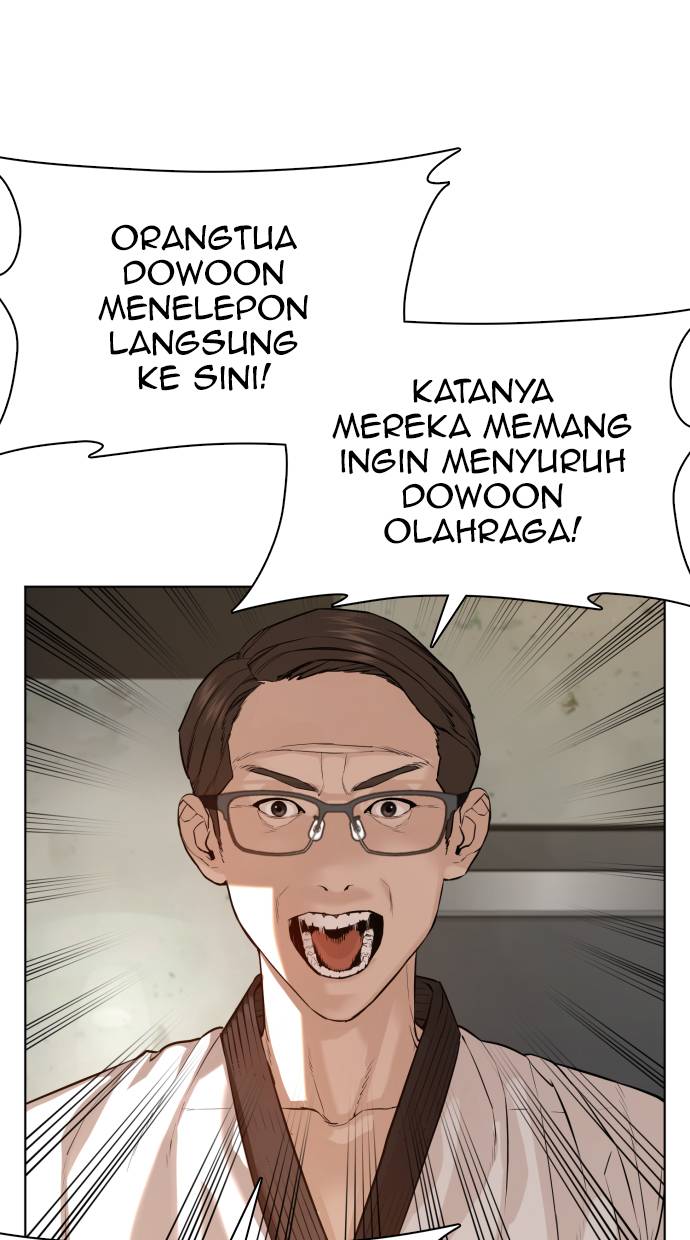 ORANGTUA
DOWOON
MENELEPON
LANGSUNG
KE SINI!
KATANYA
MEREKA MEMANG
INGIN MENYURUH
DOWOON
OLAHRAGA!